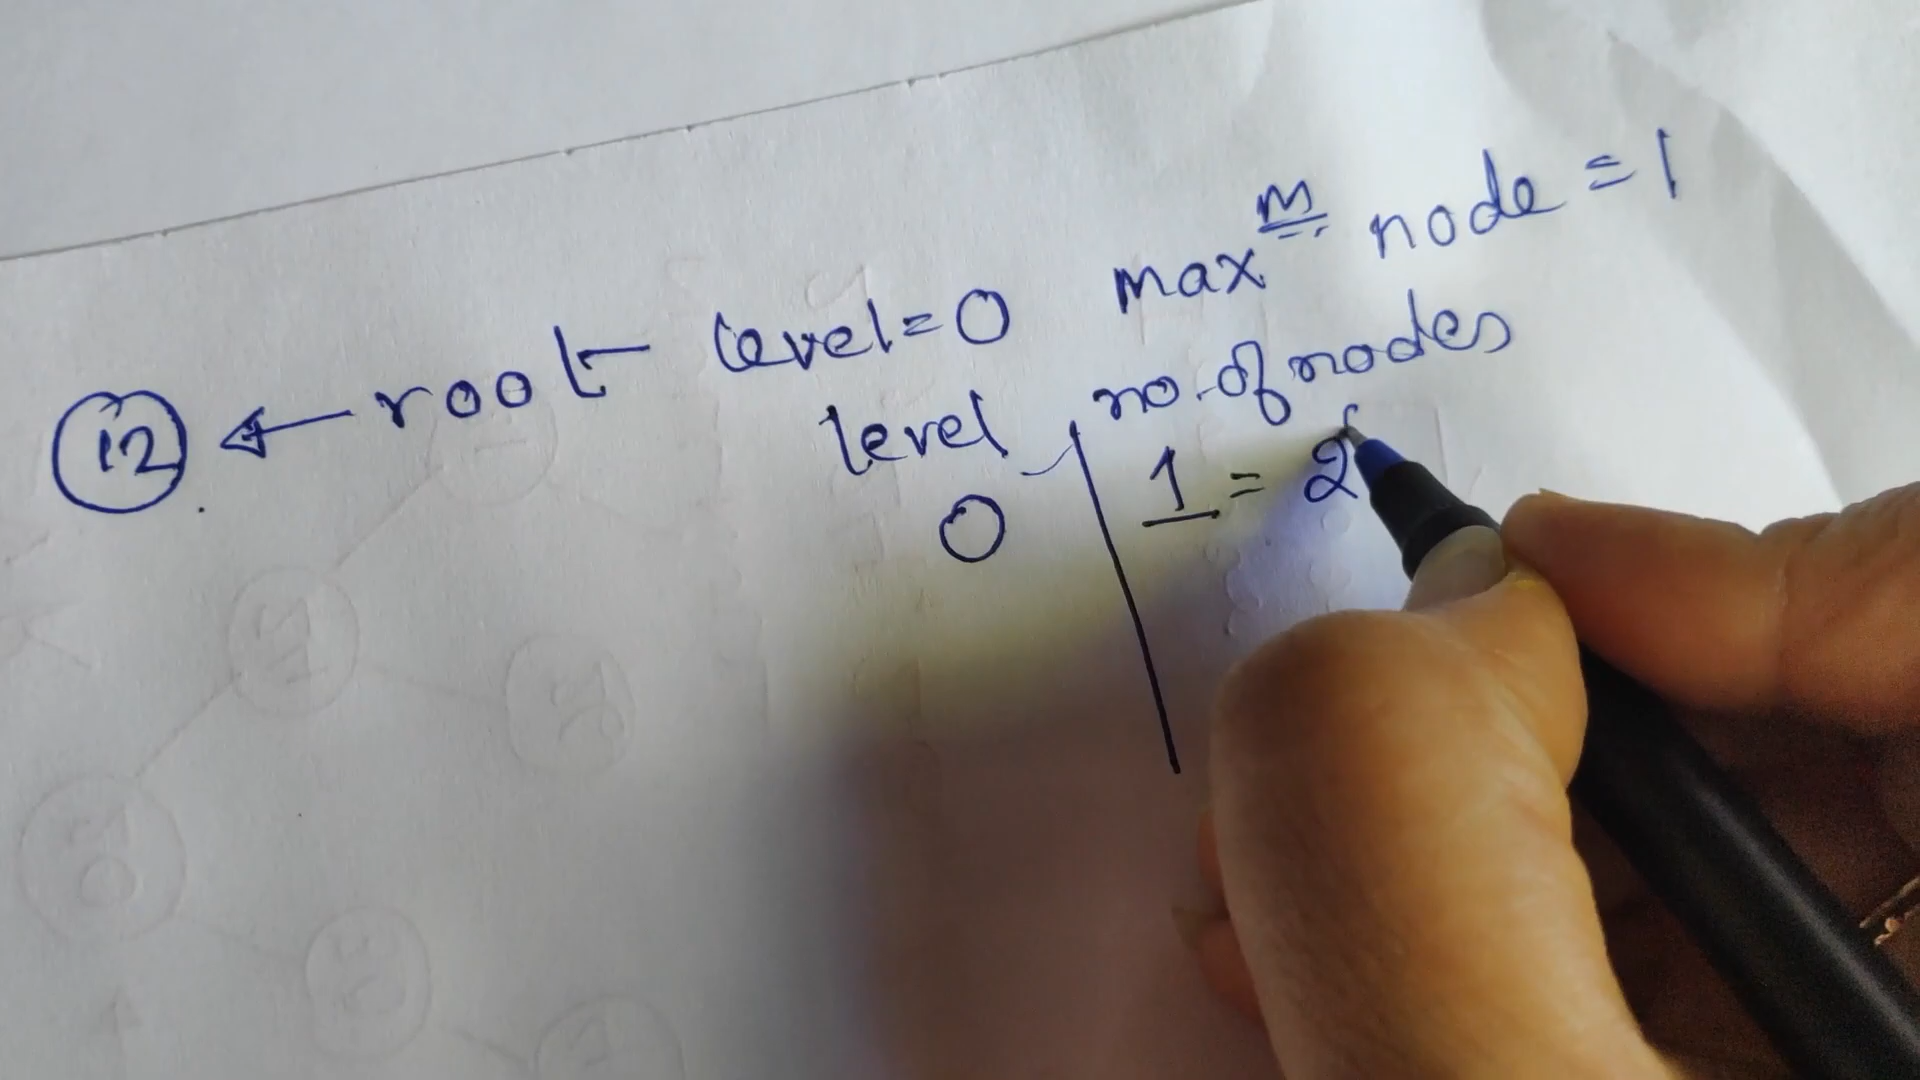 max^m node = 1
12 ← root level = 0
level no. of nodes
0 1 = 2